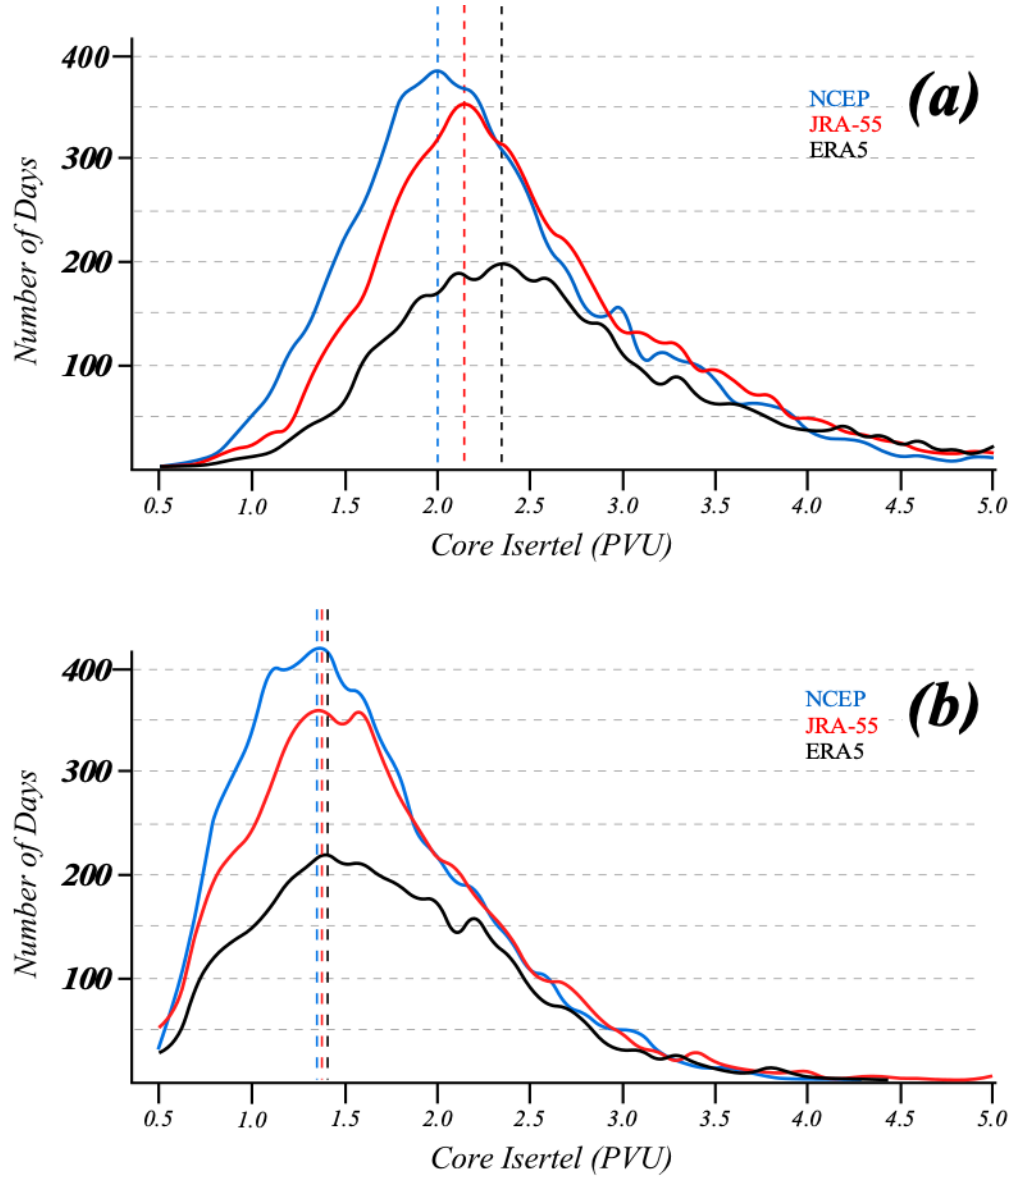 400
300
200
100
Number of Days
NCEP
JRA-55
ERA5
(a)
0.5 1.0 1.5 2.0 2.5 3.0 3.5 4.0 4.5 5.0
Core Isertel (PVU)
400
300
200
100
Number of Days
NCEP
JRA-55
ERA5
(b)
0.5 1.0 1.5 2.0 2.5 3.0 3.5 4.0 4.5 5.0
Core Isertel (PVU)